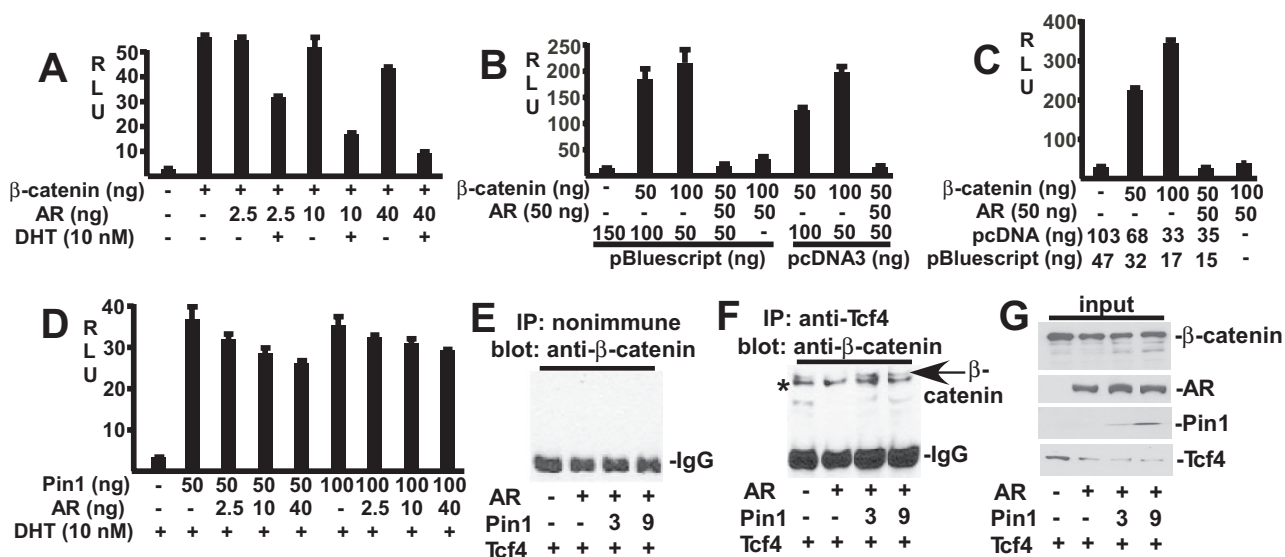 A
R
L
U
50
40
30
20
10
β-catenin (ng) - + + + + + + +
AR (ng) - - 2.5 2.5 10 10 40 40
DHT (10 nM) - - - + - + - +
B
R
L
U
250
200
150
100
50
0
β-catenin (ng) - 50 100 50 100 50 100 50
AR (50 ng) 50 50 50
150 100 50 50 - 100 50 50
pBluescript (ng) pcDNA3 (ng)
C
R
L
U
400
300
200
100
0
β-catenin (ng) - 50 100 50 100
AR (50 ng) 50 50
pcDNA (ng) 103 68 33 35 -
pBluescript (ng) 47 32 17 15 -
D
R
L
U
40
30
20
10
Pin1 (ng) - 50 50 50 50 100 100 100 100
AR (ng) - - 2.5 10 40 - 2.5 10 40
DHT (10 nM) + + + + + + + + +
E
IP: nonimmune
blot: anti-β-catenin
-IgG
AR - + + +
Pin1 - - 3 9
Tcf4 + + + +
F
IP: anti-Tcf4
blot: anti-β-catenin
β-
catenin
*
-IgG
AR - + + +
Pin1 - - 3 9
Tcf4 + + + +
G
input
-β-catenin
-AR
-Pin1
-Tcf4
AR - + + +
Pin1 - - 3 9
Tcf4 + + + +